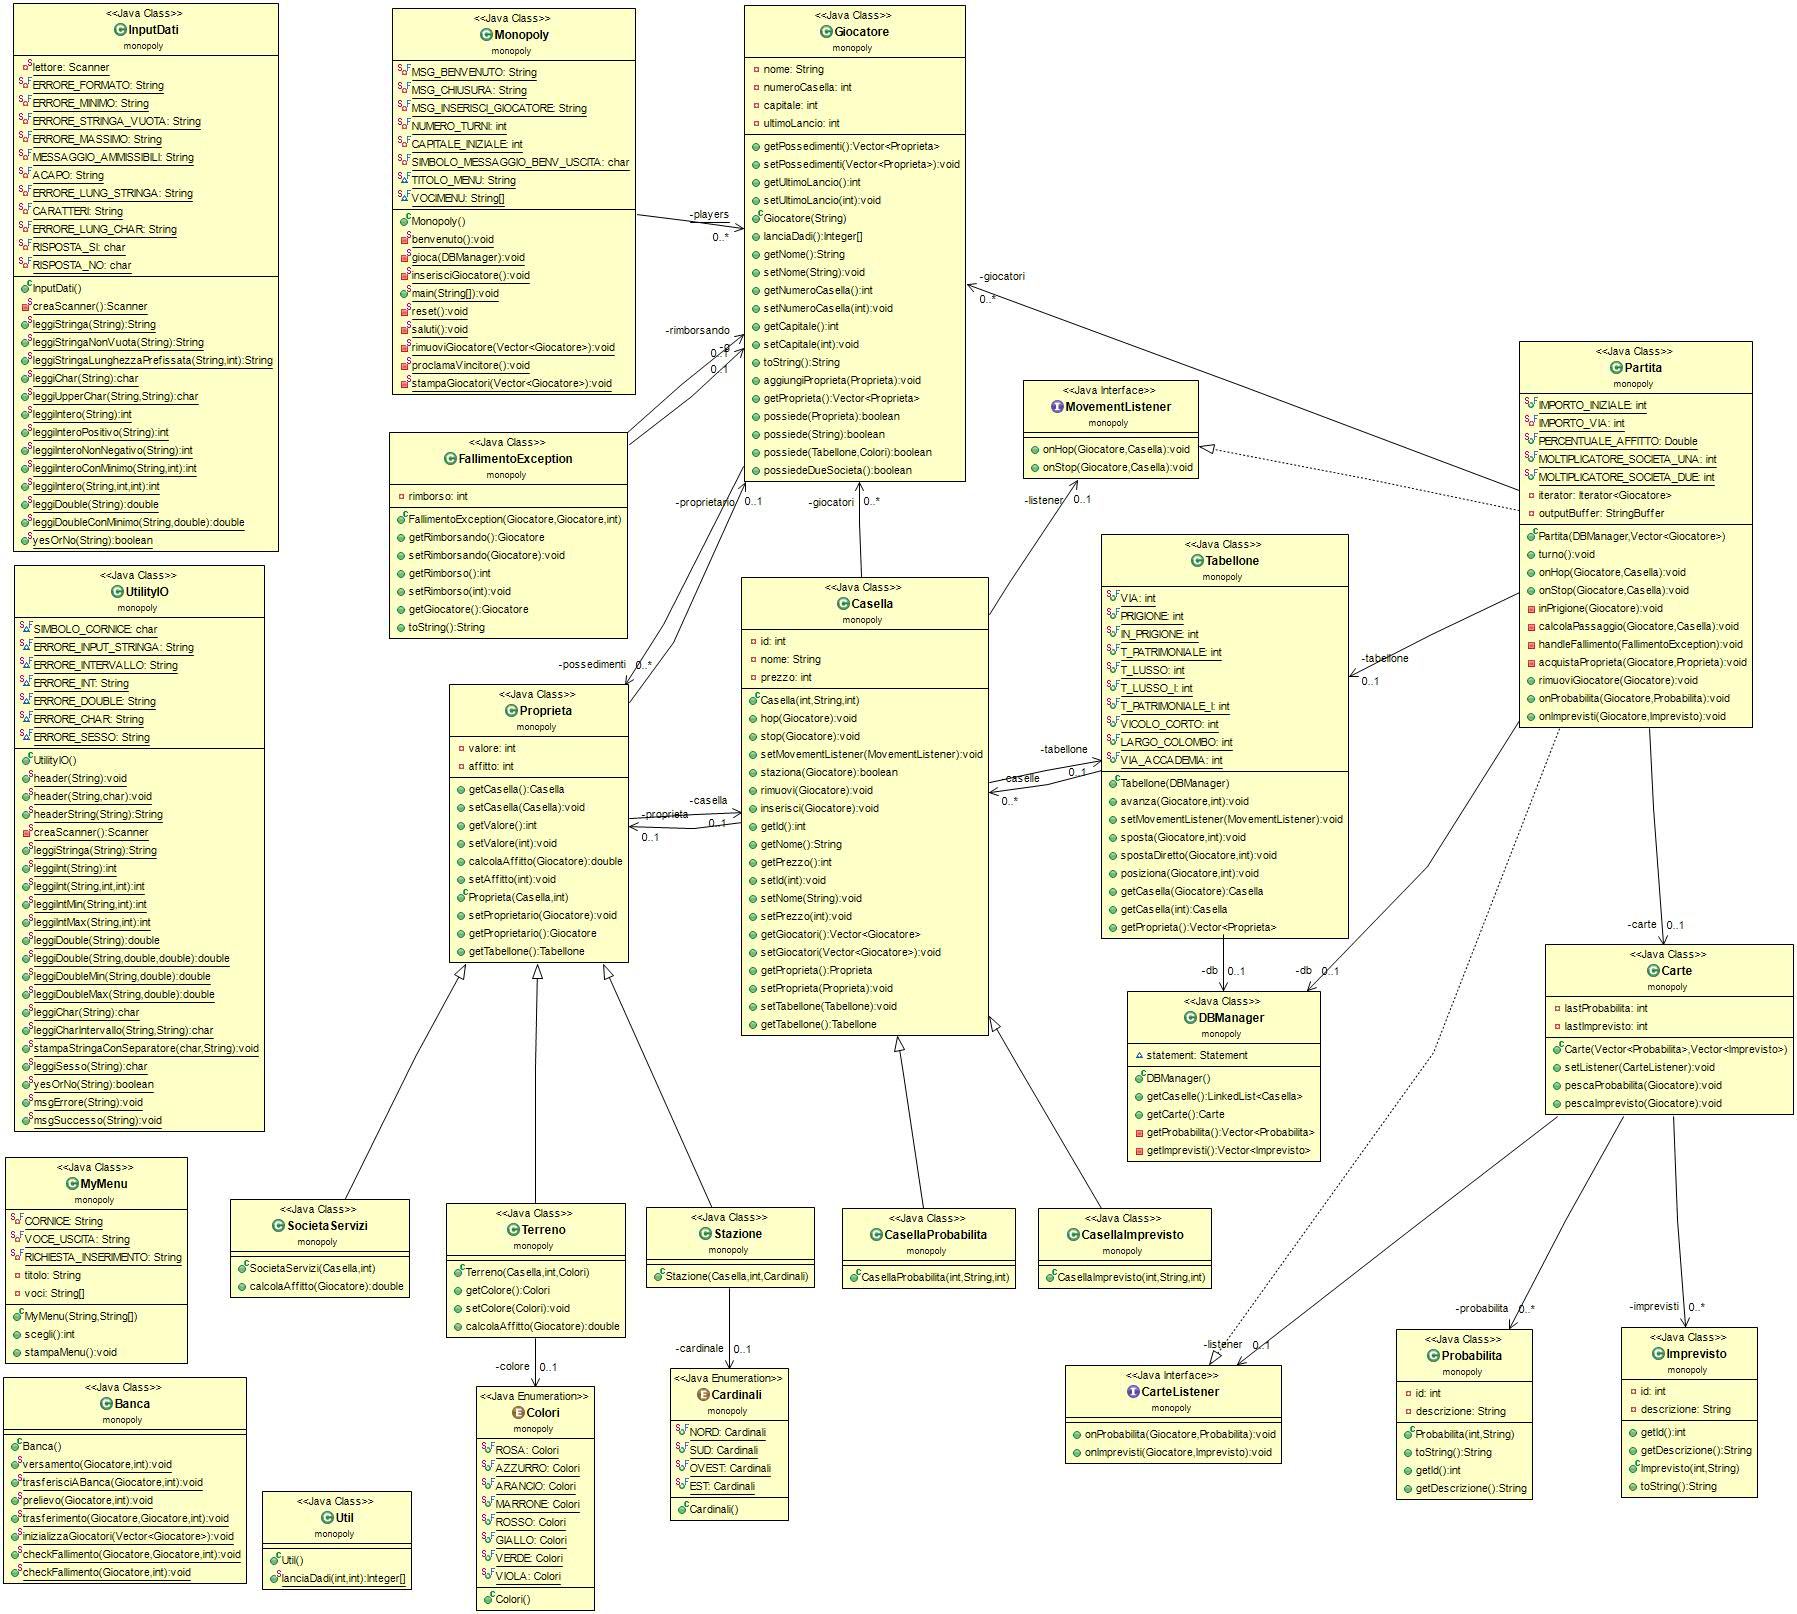 <<Java Class>>
InputDati
monopoly
lettore: Scanner
ERRORE_FORMATO: String
ERRORE_MINIMO: String
ERRORE_STRINGA_VUOTA: String
ERRORE_MASSIMO: String
MESSAGGIO_AMMISSIBILI: String
ACAPO: String
ERRORE_LUNG_STRINGA: String
CARATTERI: String
ERRORE_LUNG_CHAR: String
RISPOSTA_SI: char
RISPOSTA_NO: char
InputDati()
creaScanner():Scanner
leggiStringa(String):String
leggiStringaNonVuota(String):String
leggiStringaLunghezzaPrefissata(String,int):String
leggiChar(String):char
leggiUpperChar(String,String):char
leggiIntero(String):int
leggiInteroPositivo(String):int
leggiInteroNonNegativo(String):int
leggiInteroConMinimo(String,int):int
leggiIntero(String,int,int):int
leggiDouble(String):double
leggiDoubleConMinimo(String,double):double
yesOrNo(String):boolean
<<Java Class>>
Monopoly
monopoly
MSG_BENVENUTO: String
MSG_CHIUSURA: String
MSG_INSERISCI_GIOCATORE: String
NUMERO_TURNI: int
CAPITALE_INIZIALE: int
SIMBOLO_MESSAGGIO_BENV_USCITA: char
TITOLO_MENU: String
VOCIMENU: String[]
Monopoly()
benvenuto():void
gioca(DBManager):void
inserisciGiocatore():void
main(String[]):void
reset():void
saluti():void
rimuoviGiocatore(Vector<Giocatore>):void
proclamaVincitore():void
stampaGiocatori(Vector<Giocatore>):void
-players
0..*
<<Java Class>>
Giocatore
monopoly
nome: String
numeroCasella: int
capitale: int
ultimoLancio: int
getPossedimenti():Vector<Proprieta>
setPossedimenti(Vector<Proprieta>):void
getUltimoLancio():int
setUltimoLancio(int):void
Giocatore(String)
lanciaDadi():Integer[]
getNome():String
setNome(String):void
getNumeroCasella():int
setNumeroCasella(int):void
getCapitale():int
setCapitale(int):void
toString():String
aggiungiProprieta(Proprieta):void
getProprieta():Vector<Proprieta>
possiede(Proprieta):boolean
possiede(String):boolean
possiede(Tabellone,Colori):boolean
possiedeDueSocieta():boolean
-giocatori
0..*
-rimborsando
0..1
-g
0..1
<<Java Class>>
FallimentoException
monopoly
rimborso: int
FallimentoException(Giocatore,Giocatore,int)
getRimborsando():Giocatore
setRimborsando(Giocatore):void
getRimborso():int
setRimborso(int):void
getGiocatore():Giocatore
toString():String
<<Java Interface>>
MovementListener
monopoly
onHop(Giocatore,Casella):void
onStop(Giocatore,Casella):void
<<Java Class>>
Partita
monopoly
IMPORTO_INIZIALE: int
IMPORTO_VIA: int
PERCENTUALE_AFFITTO: Double
MOLTIPLICATORE_SOCIETA_UNA: int
MOLTIPLICATORE_SOCIETA_DUE: int
iterator: Iterator<Giocatore>
outputBuffer: StringBuffer
Partita(DBManager,Vector<Giocatore>)
turno():void
onHop(Giocatore,Casella):void
onStop(Giocatore,Casella):void
inPrigione(Giocatore):void
calcolaPassaggio(Giocatore,Casella):void
handleFallimento(FallimentoException):void
acquistaProprieta(Giocatore,Proprieta):void
rimuoviGiocatore(Giocatore):void
onProbabilita(Giocatore,Probabilita):void
onImprevisti(Giocatore,Imprevisto):void
-proprietario
0..1
-giocatori
0..*
-listener
0..1
-possedimenti
0..*
-tabellone
0..1
<<Java Class>>
UtilityIO
monopoly
SIMBOLO_CORNICE: char
ERRORE_INPUT_STRINGA: String
ERRORE_INTERVALLO: String
ERRORE_INT: String
ERRORE_DOUBLE: String
ERRORE_CHAR: String
ERRORE_SESSO: String
UtilityIO()
header(String):void
header(String,char):void
headerString(String):String
creaScanner():Scanner
leggiStringa(String):String
leggiInt(String):int
leggiInt(String,int,int):int
leggiIntMin(String,int):int
leggiIntMax(String,int):int
leggiDouble(String):double
leggiDouble(String,double,double):double
leggiDoubleMin(String,double):double
leggiDoubleMax(String,double):double
leggiChar(String):char
leggiCharIntervallo(String,String):char
stampaStringaConSeparatore(char,String):void
leggiSesso(String):char
yesOrNo(String):boolean
msgErrore(String):void
msgSuccesso(String):void
<<Java Class>>
Proprieta
monopoly
valore: int
affitto: int
getCasella():Casella
setCasella(Casella):void
getValore():int
setValore(int):void
calcolaAffitto(Giocatore):double
setAffitto(int):void
Proprieta(Casella,int)
setProprietario(Giocatore):void
getProprietario():Giocatore
getTabellone():Tabellone
-casella
0..1
-proprieta
0..1
<<Java Class>>
Casella
monopoly
id: int
nome: String
prezzo: int
Casella(int,String,int)
hop(Giocatore):void
stop(Giocatore):void
setMovementListener(MovementListener):void
staziona(Giocatore):boolean
rimuovi(Giocatore):void
inserisci(Giocatore):void
getId():int
getNome():String
getPrezzo():int
setId(int):void
setNome(String):void
setPrezzo(int):void
getGiocatori():Vector<Giocatore>
setGiocatori(Vector<Giocatore>):void
getProprieta():Proprieta
setProprieta(Proprieta):void
setTabellone(Tabellone):void
getTabellone():Tabellone
-tabellone
0..1
-caselle
0..*
<<Java Class>>
Tabellone
monopoly
VIA: int
PRIGIONE: int
IN_PRIGIONE: int
T_PATRIMONIALE: int
T_LUSSO: int
T_LUSSO_I: int
T_PATRIMONIALE_I: int
VICOLO_CORTO: int
LARGO_COLOMBO: int
VIA_ACCADEMIA: int
Tabellone(DBManager)
avanza(Giocatore,int):void
setMovementListener(MovementListener):void
sposta(Giocatore,int):void
spostaDiretto(Giocatore,int):void
posiziona(Giocatore,int):void
getCasella(Giocatore):Casella
getCasella(int):Casella
getProprieta():Vector<Proprieta>
-db
0..1
-db
0..1
-carte
0..1
<<Java Class>>
DBManager
monopoly
statement: Statement
DBManager()
getCaselle():LinkedList<Casella>
getCarte():Carte
getProbabilita():Vector<Probabilita>
getImprevisti():Vector<Imprevisto>
<<Java Class>>
Carte
monopoly
lastProbabilita: int
lastImprevisto: int
Carte(Vector<Probabilita>,Vector<Imprevisto>)
setListener(CarteListener):void
pescaProbabilita(Giocatore):void
pescaImprevisto(Giocatore):void
<<Java Class>>
MyMenu
monopoly
CORNICE: String
VOCE_USCITA: String
RICHIESTA_INSERIMENTO: String
titolo: String
voci: String[]
MyMenu(String,String[])
scegli():int
stampaMenu():void
<<Java Class>>
SocietaServizi
monopoly
SocietaServizi(Casella,int)
calcolaAffitto(Giocatore):double
<<Java Class>>
Terreno
monopoly
Terreno(Casella,int,Colori)
getColore():Colori
setColore(Colori):void
calcolaAffitto(Giocatore):double
<<Java Class>>
Stazione
monopoly
Stazione(Casella,int,Cardinali)
<<Java Class>>
CasellaProbabilita
monopoly
CasellaProbabilita(int,String,int)
<<Java Class>>
CasellaImprevisto
monopoly
CasellaImprevisto(int,String,int)
-colore
0..1
-cardinale
0..1
-listener
0..1
-probabilita
0..*
-imprevisti
0..*
<<Java Class>>
Banca
monopoly
Banca()
versamento(Giocatore,int):void
trasferisciABanca(Giocatore,int):void
prelievo(Giocatore,int):void
trasferimento(Giocatore,Giocatore,int):void
inizializzaGiocatori(Vector<Giocatore>):void
checkFallimento(Giocatore,Giocatore,int):void
checkFallimento(Giocatore,int):void
<<Java Class>>
Util
monopoly
Util()
lanciaDadi(int,int):Integer[]
<<Java Enumeration>>
Colori
monopoly
ROSA: Colori
AZZURRO: Colori
ARANCIO: Colori
MARRONE: Colori
ROSSO: Colori
GIALLO: Colori
VERDE: Colori
VIOLA: Colori
Colori()
<<Java Enumeration>>
Cardinali
monopoly
NORD: Cardinali
SUD: Cardinali
OVEST: Cardinali
EST: Cardinali
Cardinali()
<<Java Interface>>
CarteListener
monopoly
onProbabilita(Giocatore,Probabilita):void
onImprevisti(Giocatore,Imprevisto):void
<<Java Class>>
Probabilita
monopoly
id: int
descrizione: String
Probabilita(int,String)
toString():String
getId():int
getDescrizione():String
<<Java Class>>
Imprevisto
monopoly
id: int
descrizione: String
getId():int
getDescrizione():String
Imprevisto(int,String)
toString():String